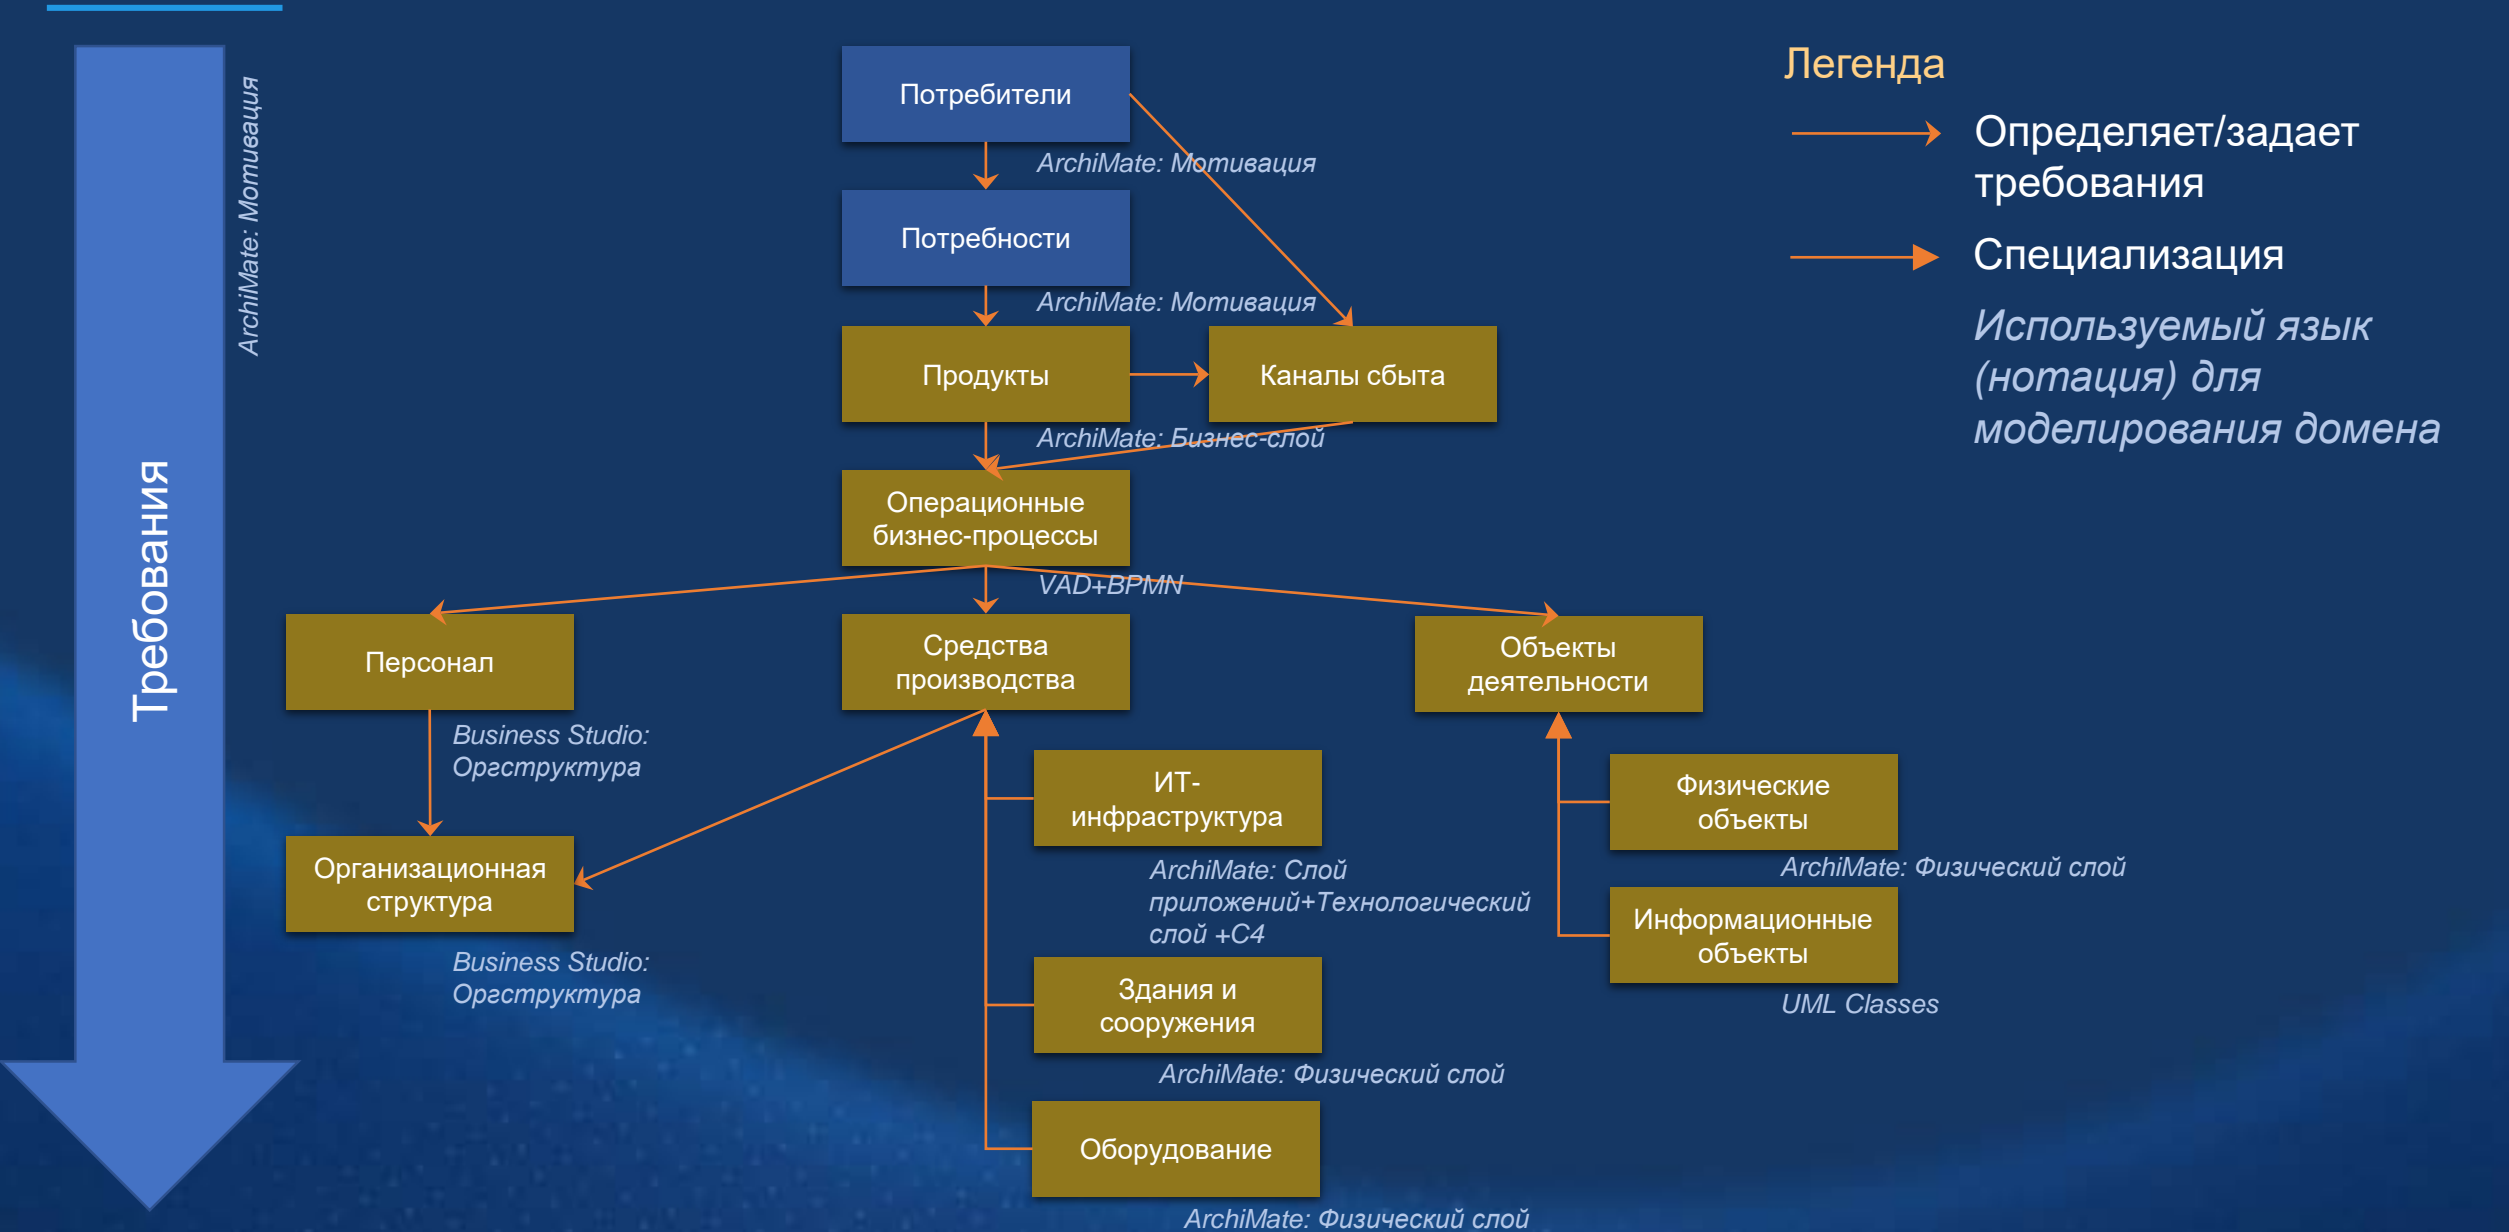 Требования
ArchiMate: Мотивация
Потребители
ArchiMate: Мотивация
Потребности
ArchiMate: Мотивация
Продукты
Каналы сбыта
ArchiMate: Бизнес-слой
Операционные
бизнес-процессы
VAD+BPMN
Персонал
Business Studio:
Оргструктура
Организационная
структура
Business Studio:
Оргструктура
Средства
производства
ИТ-
инфраструктура
ArchiMate: Слой
приложений+Технологический
слой +С4
Здания и
сооружения
ArchiMate: Физический слой
Оборудование
ArchiMate: Физический слой
Объекты
деятельности
Физические
объекты
ArchiMate: Физический слой
Информационные
объекты
UML Classes
Легенда
Определяет/задает
требования
Специализация
Используемый язык
(нотация) для
моделирования домена